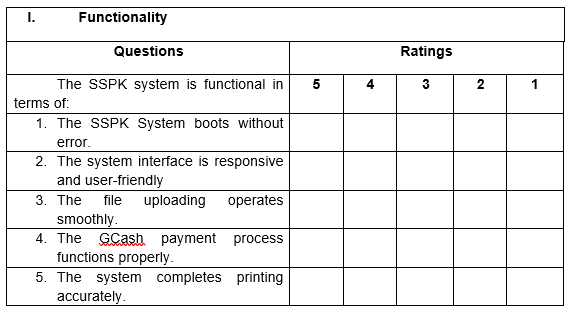 I. Functionality
Questions Ratings
The SSPK system is functional in 5 4 3 2 1
terms of:
1. The SSPK System boots without
error.
2. The system interface is responsive
and user-friendly
3. The file uploading operates
smoothly.
4. The GCash payment process
functions properly.
5. The system completes printing
accurately.